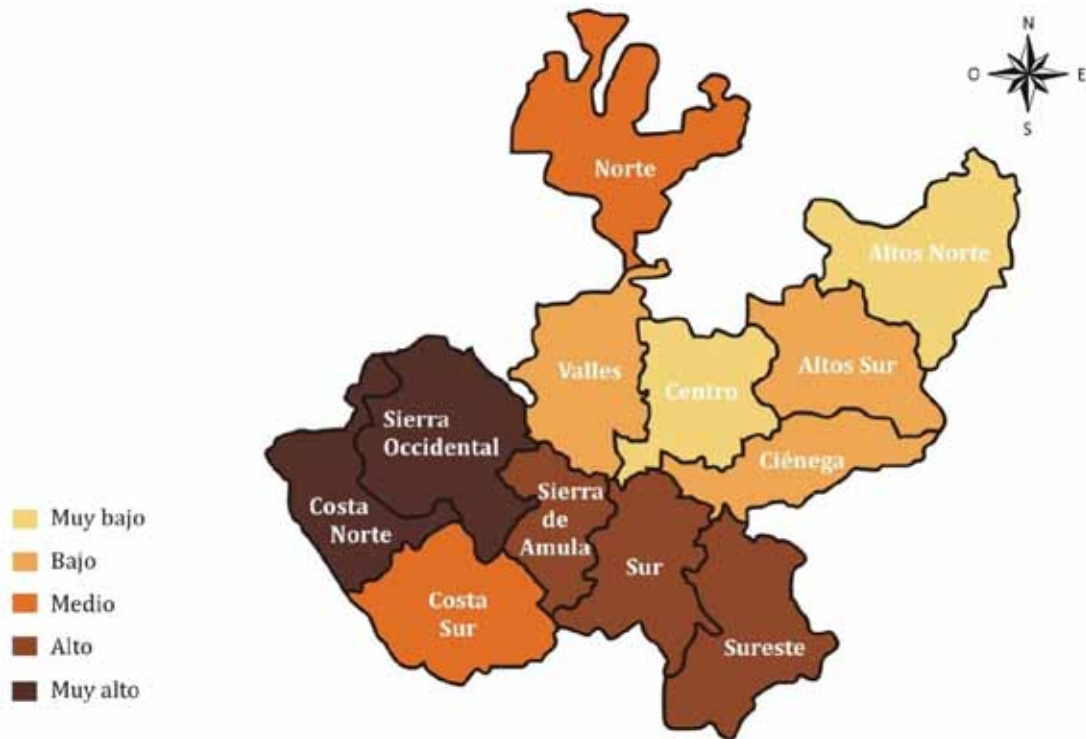 N
O
E
S
Norte
Altos Norte
Valles
Centro
Altos Sur
Sierra
Occidental
Ciénega
Costa
Norte
Sierra
de
Amula
Sur
Costa
Sur
Sureste
Muy bajo
Bajo
Medio
Alto
Muy alto